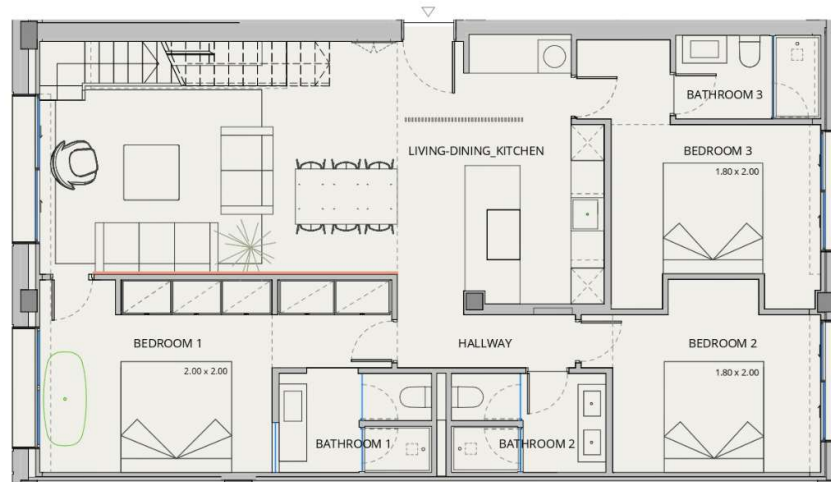 BATHROOM 3
LIVING-DINING_KITCHEN
BEDROOM 3
1.80 x 2.00
BEDROOM 1
HALLWAY
BEDROOM 2
2.00 x 2.00
1.80 x 2.00
BATHROOM 1
BATHROOM 2